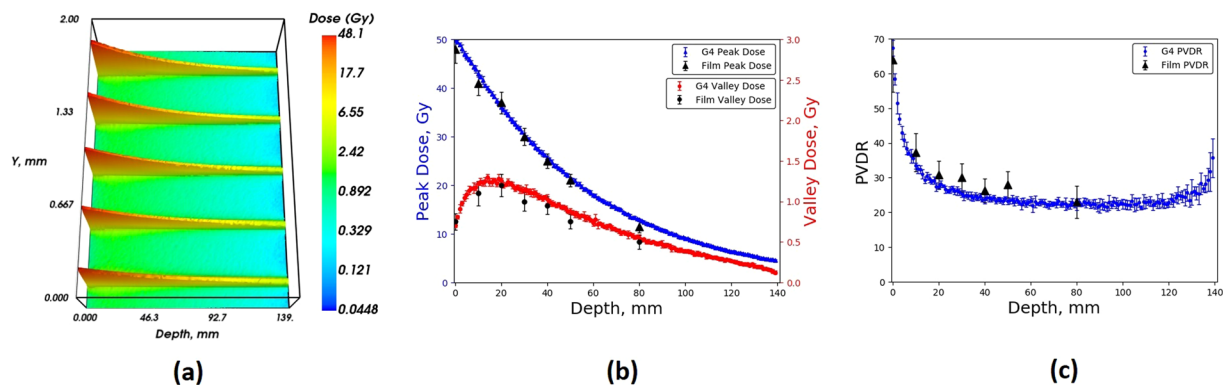 2.00
1.33
Y, mm
0.667
0.000
0.000 46.3 92.7 139.
Depth, mm
Dose (Gy)
48.1
17.7
6.55
2.42
0.892
0.329
0.121
0.0448
(a)
50
40
30
20
10
0
Peak Dose, Gy
G4 Peak Dose
Film Peak Dose
G4 Valley Dose
Film Valley Dose
3.0
2.5
2.0
1.5
1.0
0.5
0.0
Valley Dose, Gy
0 20 40 60 80 100 120 140
Depth, mm
(b)
70
60
50
40
30
20
10
0
PVDR
G4 PVDR
Film PVDR
0 20 40 60 80 100 120 140
Depth, mm
(c)